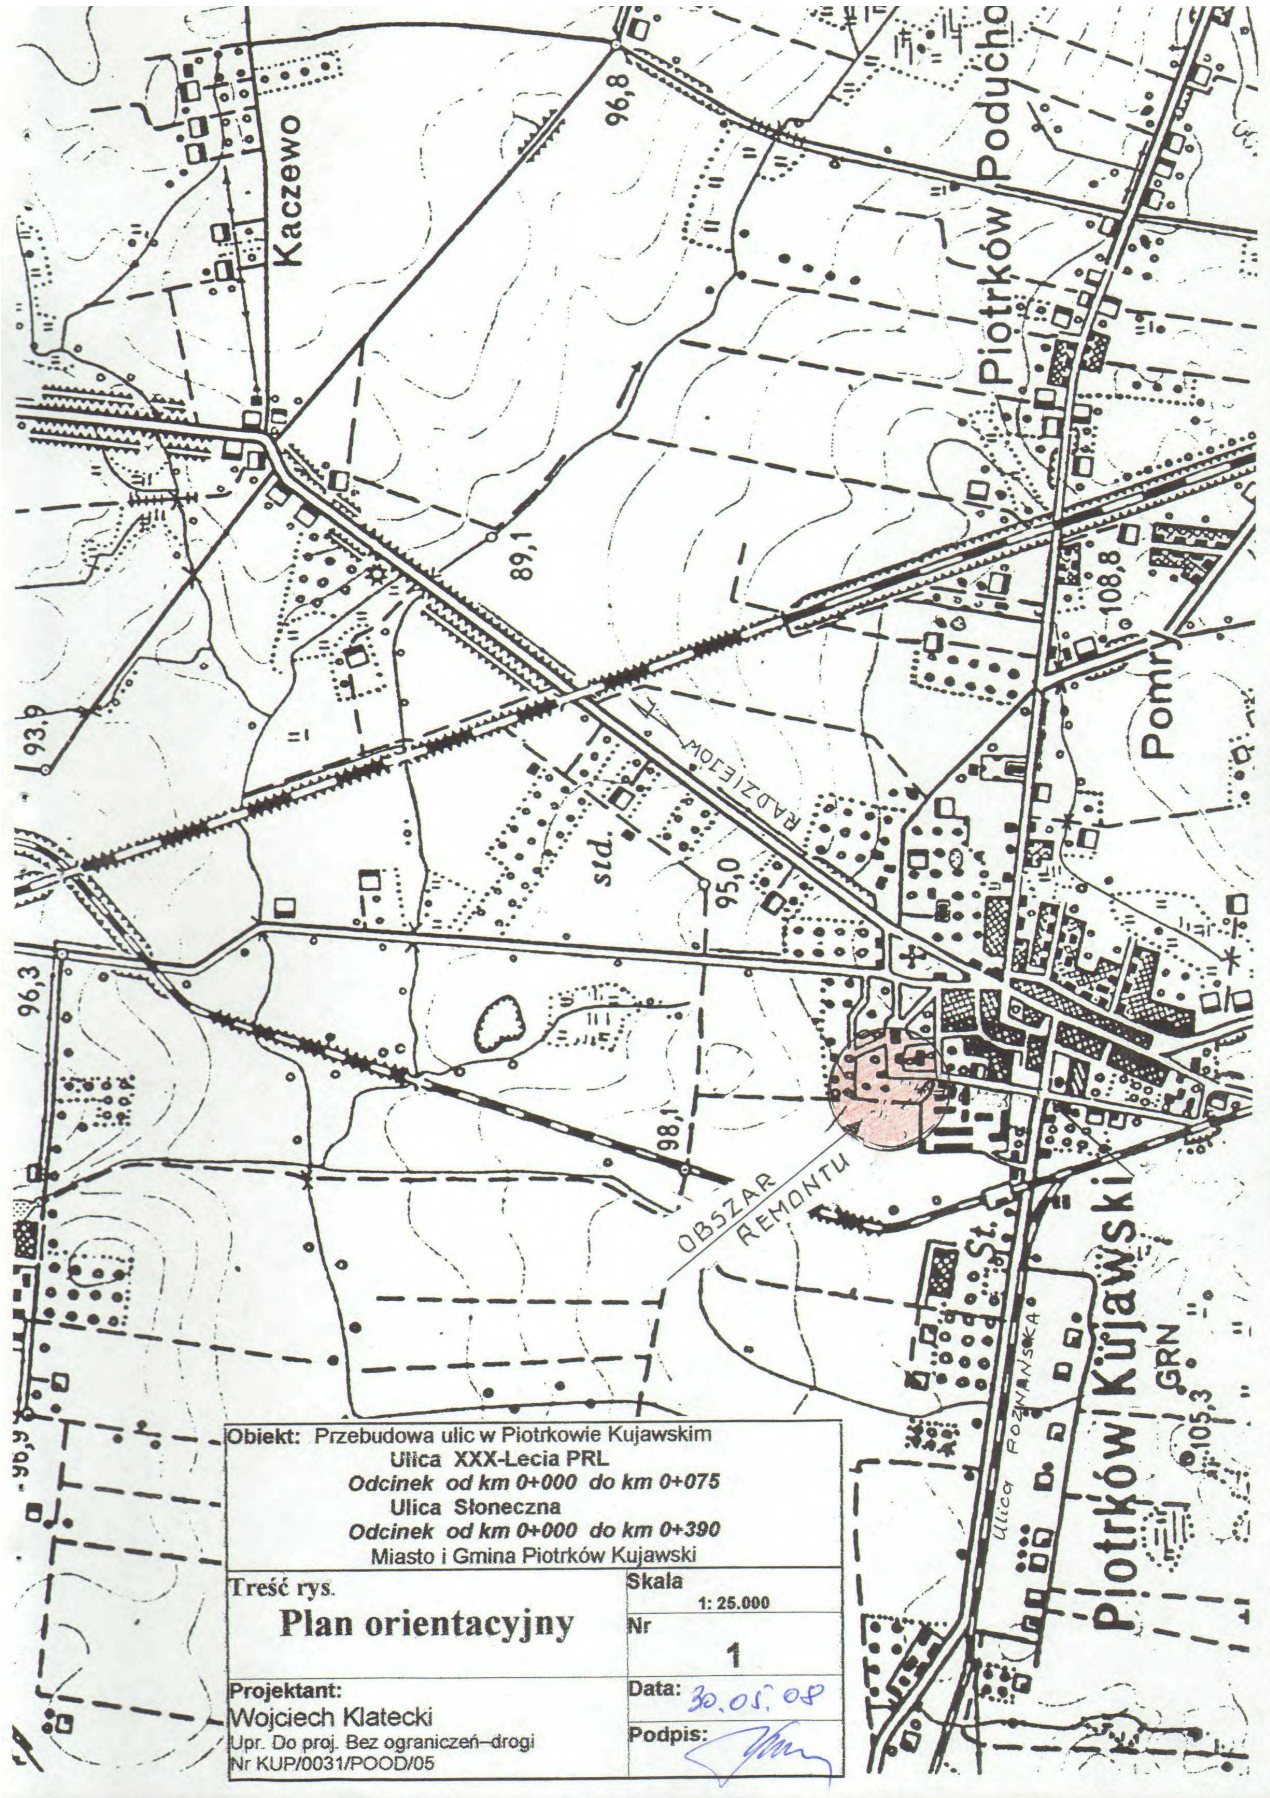 Kaczewo
96,8
Piotrków Poducho
89,1
93,9
108,8
Pomry
RADZIEJÓW
std.
95,0
96,3
98,1
OBSZAR
REMONTU
St.
Ulica POZNAŃSKA
Piotrków Kujawski
GRN
105,3
96,9
Obiekt: Przebudowa ulic w Piotrkowie Kujawskim
Ulica XXX-Lecia PRL
Odcinek od km 0+000 do km 0+075
Ulica Słoneczna
Odcinek od km 0+000 do km 0+390
Miasto i Gmina Piotrków Kujawski
Treść rys.
Plan orientacyjny
Skala
1: 25.000
Nr
1
Projektant:
Wojciech Klatecki
Upr. Do proj. Bez ograniczeń–drogi
Nr KUP/0031/POOD/05
Data: 30.05.08
Podpis: